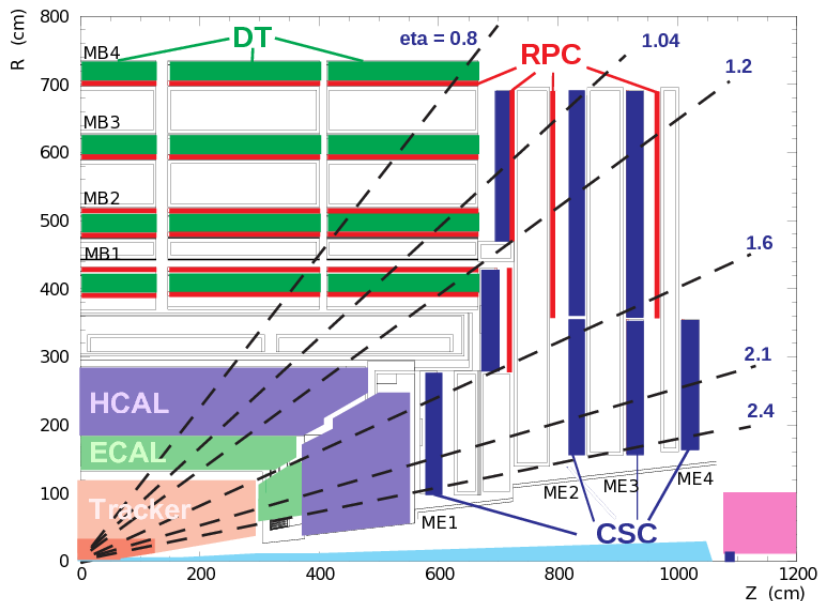 R (cm)
800
700
600
500
400
300
200
100
0
MB4
MB3
MB2
MB1
DT
eta = 0.8
RPC
1.04
1.2
1.6
2.1
2.4
HCAL
ECAL
Tracker
ME1
ME2
ME3
ME4
CSC
0
200
400
600
800
1000
1200
Z (cm)